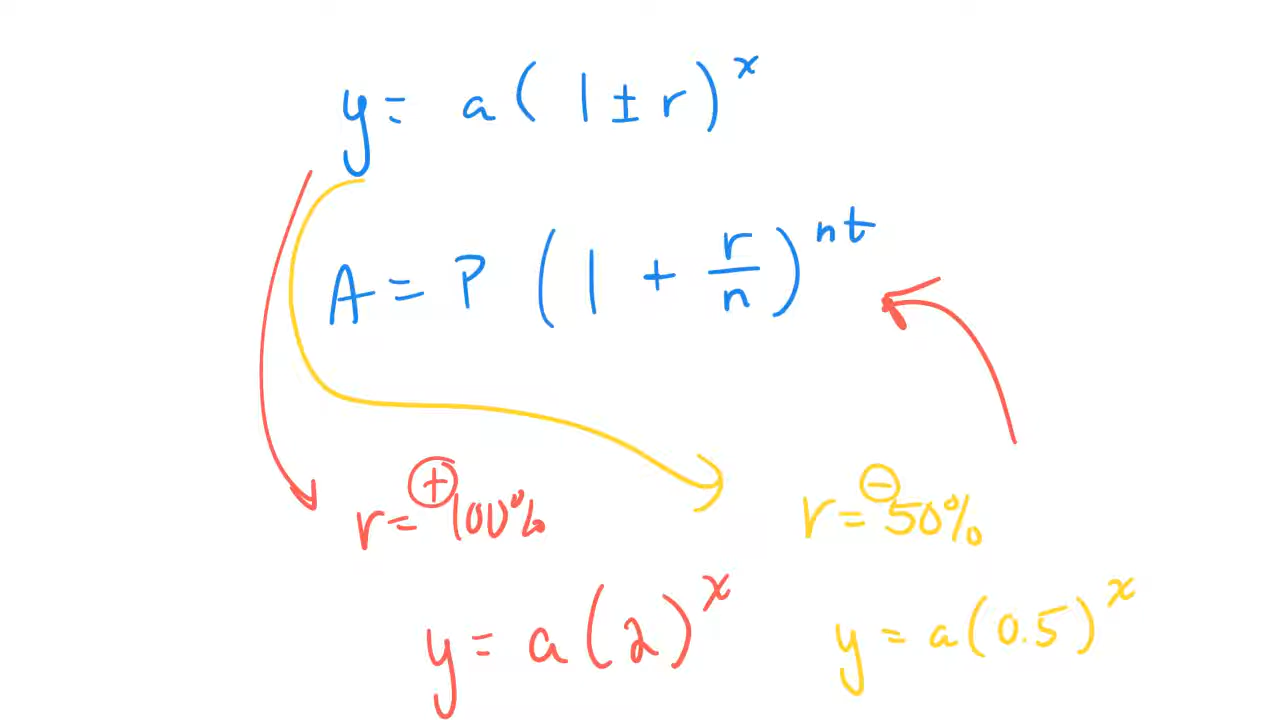 y = a(1 ± r)^x
A = P(1 + r/n)^nt
r = ⊕100%
r = ⊖50%
y = a(2)^x
y = a(0.5)^x